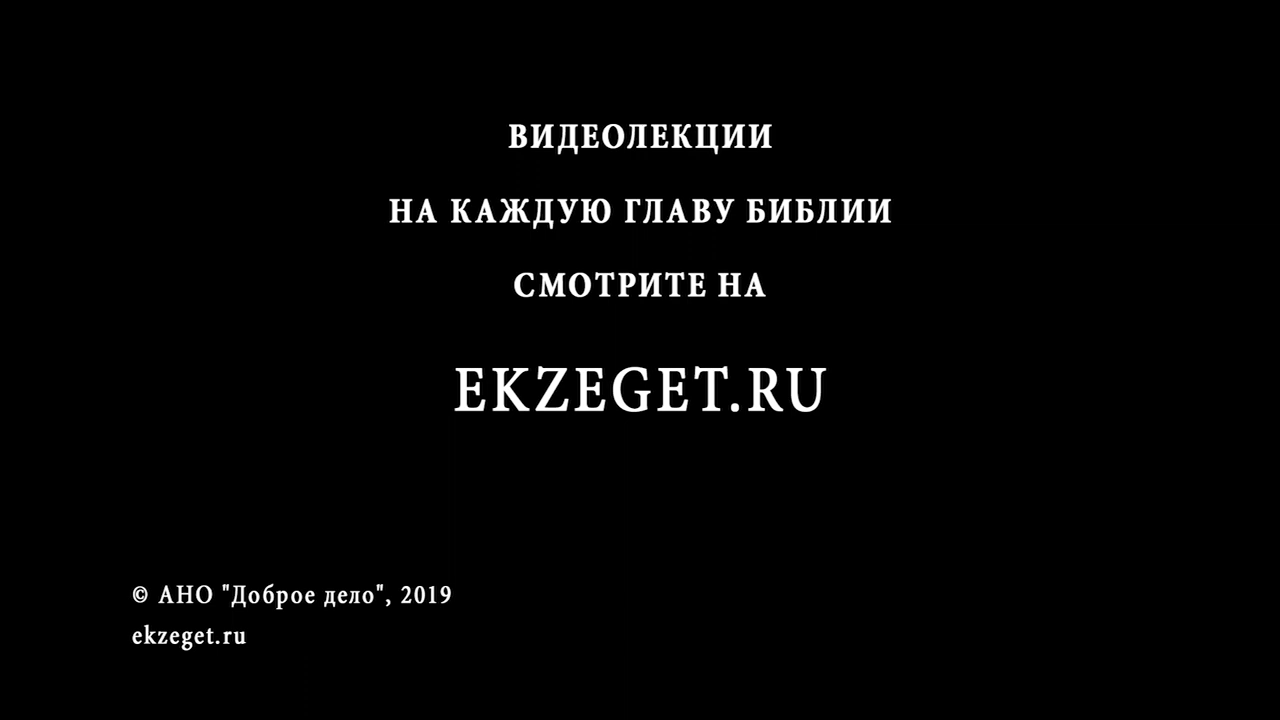 ВИДЕОЛЕКЦИИ
НА КАЖДУЮ ГЛАВУ БИБЛИИ
СМОТРИТЕ НА
EKZEGET.RU
© АНО "Доброе дело", 2019
ekzeget.ru